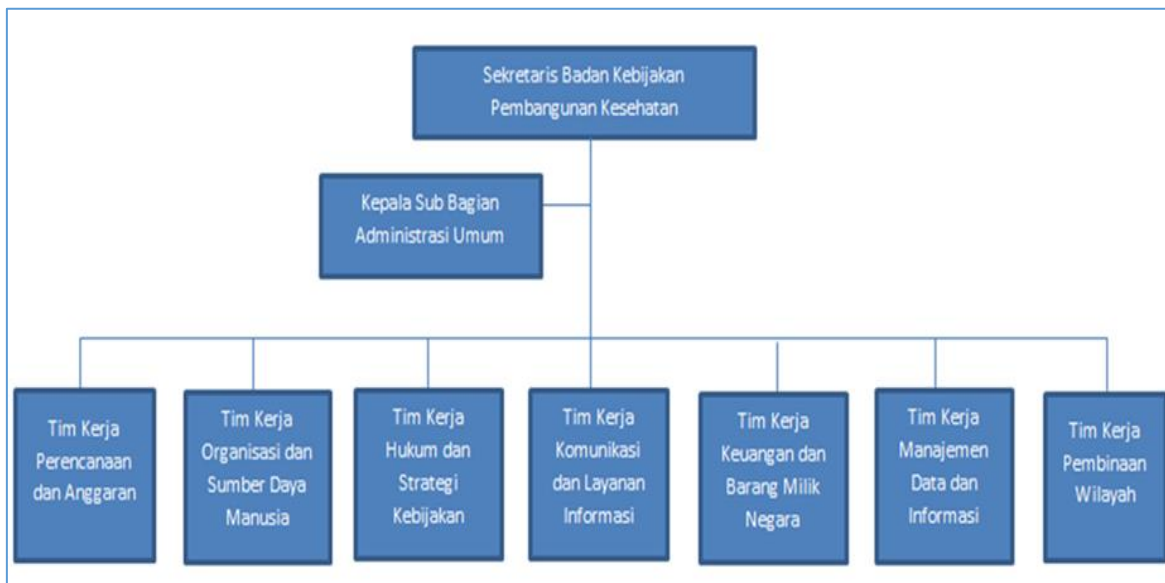 Sekretaris Badan Kebijakan
Pembangunan Kesehatan
Kepala Sub Bagian
Administrasi Umum
Tim Kerja
Perencanaan
dan Anggaran
Tim Kerja
Organisasi dan
Sumber Daya
Manusia
Tim Kerja
Hukum dan
Strategi
Kebijakan
Tim Kerja
Komunikasi
dan Layanan
Informasi
Tim Kerja
Keuangan dan
Barang Milik
Negara
Tim Kerja
Manajemen
Data dan
Informasi
Tim Kerja
Pembinaan
Wilayah